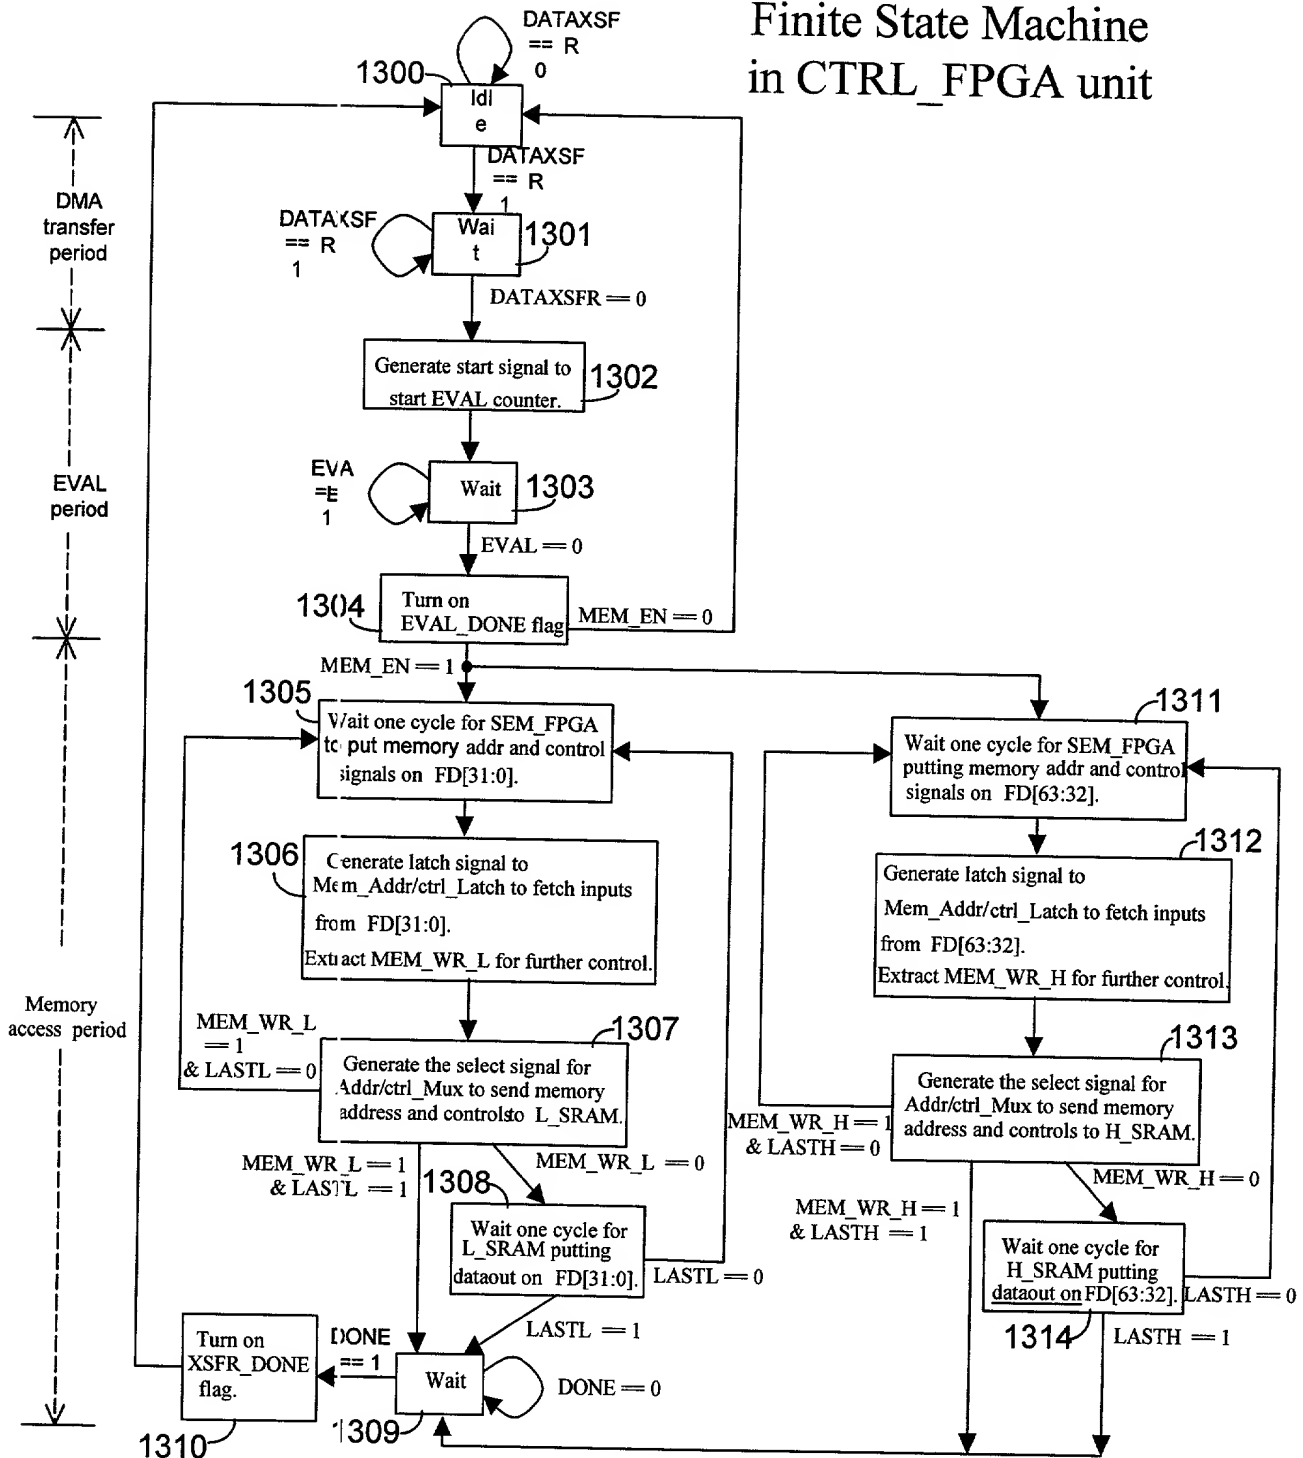 Finite State Machine
in CTRL_FPGA unit
DATAXSF
== R
0
1300
Idl
e
DATAXSF
== R
1
DMA
transfer
period
DATAXSF
== R
1
Wai
t
1301
DATAXSFR == 0
Generate start signal to
start EVAL counter.
1302
EVAL
period
EVA
==L
1
Wait
1303
EVAL == 0
1304
Turn on
EVAL_DONE flag
MEM_EN == 0
MEM_EN == 1
1305
Wait one cycle for SEM_FPGA
to put memory addr and control
signals on FD[31:0].
1311
Wait one cycle for SEM_FPGA
putting memory addr and control
signals on FD[63:32].
1306
Generate latch signal to
Mem_Addr/ctrl_Latch to fetch inputs
from FD[31:0].
Extract MEM_WR_L for further control.
1312
Generate latch signal to
Mem_Addr/ctrl_Latch to fetch inputs
from FD[63:32].
Extract MEM_WR_H for further control.
Memory
access period
MEM_WR_L
== 1
& LASTL == 0
1307
Generate the select signal for
Addr/ctrl_Mux to send memory
address and controlsto L_SRAM.
1313
Generate the select signal for
Addr/ctrl_Mux to send memory
address and controls to H_SRAM.
MEM_WR_H == 1
& LASTH == 0
MEM_WR_L == 1
& LASTL == 1
MEM_WR_L == 0
MEM_WR_H == 0
MEM_WR_H == 1
& LASTH == 1
1308
Wait one cycle for
L_SRAM putting
dataout on FD[31:0].
LASTL == 0
Wait one cycle for
H_SRAM putting
dataout on FD[63:32].
LASTH == 0
1314
LASTH == 1
LASTL == 1
Turn on
XSFR_DONE
flag.
DONE
== 1
Wait
DONE == 0
1310
1309